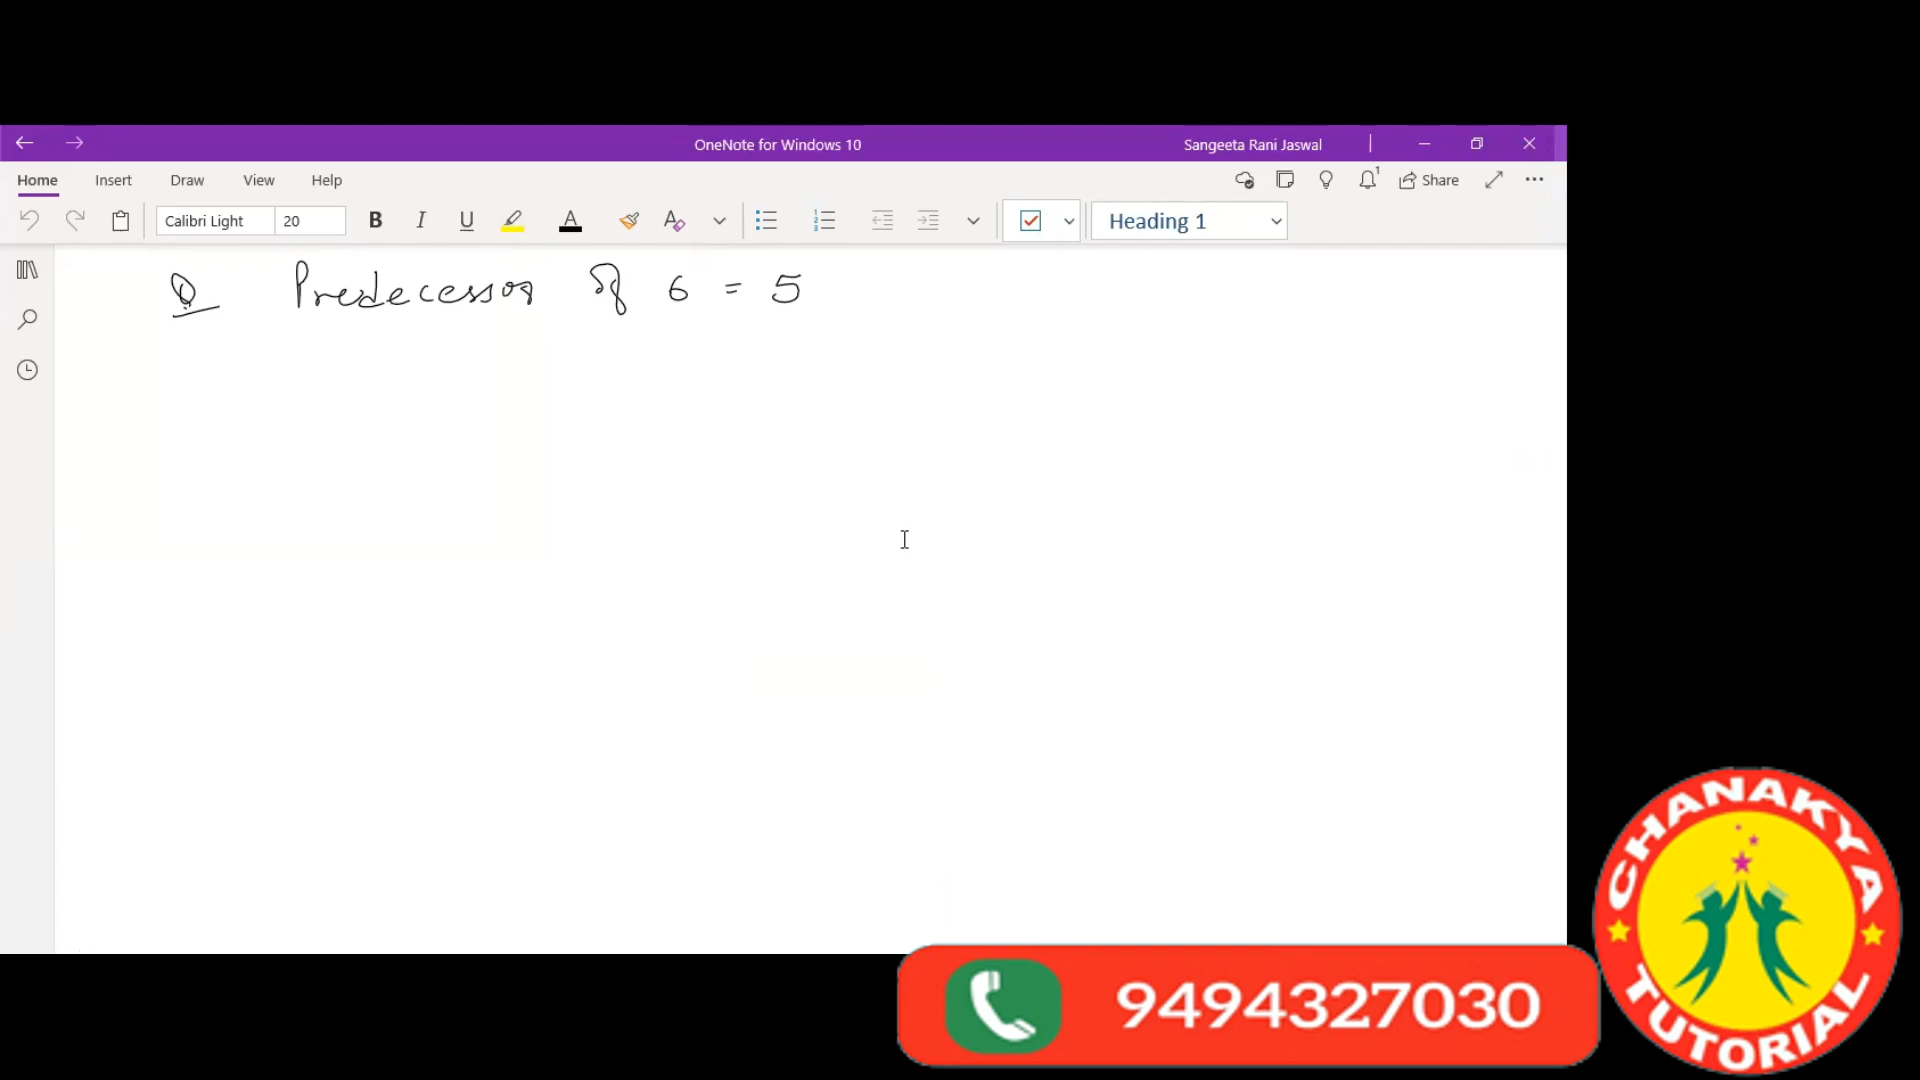 OneNote for Windows 10
Sangeeta Rani Jaswal
Home Insert Draw View Help
1 Share
Calibri Light 20 B I U A A Heading 1
Q Predecessor of 6 = 5
CHANAKYA TUTORIAL
9494327030